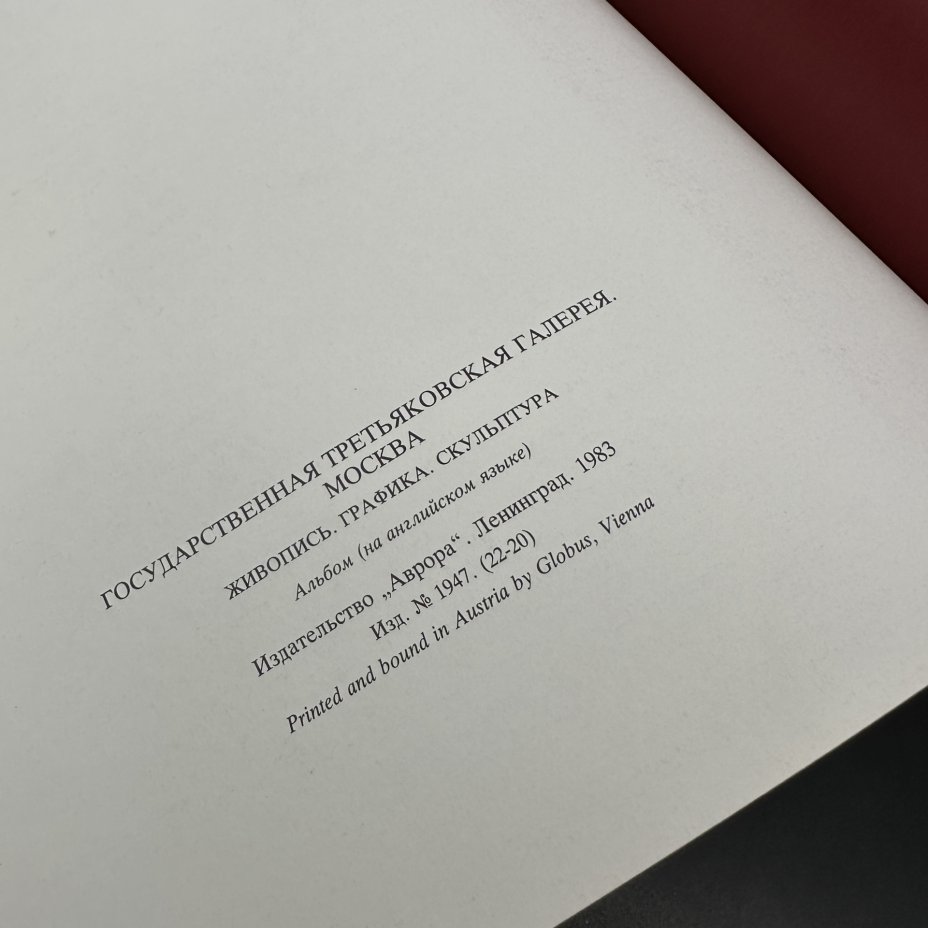 ГОСУДАРСТВЕННАЯ ТРЕТЬЯКОВСКАЯ ГАЛЕРЕЯ.
МОСКВА
ЖИВОПИСЬ. ГРАФИКА. СКУЛЬПТУРА
Альбом (на английском языке)
Издательство „Аврора“. Ленинград. 1983
Изд. № 1947. (22-20)
Printed and bound in Austria by Globus, Vienna